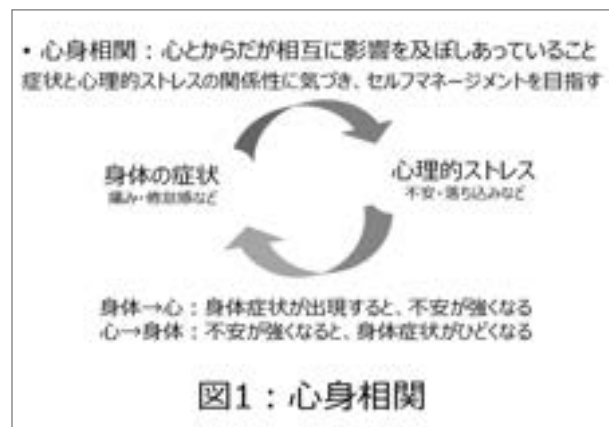 • 心身相関：心とからだが相互に影響を及ぼしあっていること
症状と心理的ストレスの関係性に気づき、セルフマネージメントを目指す
身体の症状
痛み・倦怠感など
心理的ストレス
不安・落ち込みなど
身体→心：身体症状が出現すると、不安が強くなる
心→身体：不安が強くなると、身体症状がひどくなる
図1：心身相関